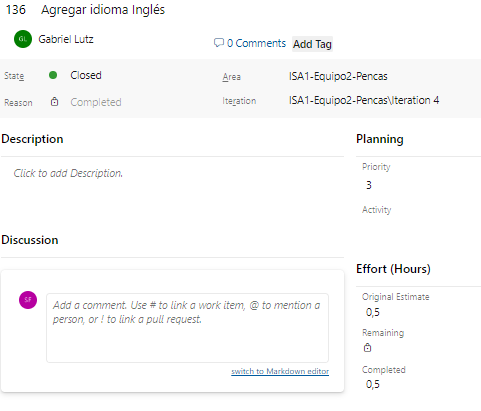 136 Agregar idioma Inglés
GL Gabriel Lutz
0 Comments Add Tag
State Closed
Area ISA1-Equipo2-Pencas
Reason Completed
Iteration ISA1-Equipo2-Pencas\Iteration 4
Description
Click to add Description.
Planning
Priority
3
Activity
Discussion
SF
Add a comment. Use # to link a work item, @ to mention a
person, or ! to link a pull request.
switch to Markdown editor
Effort (Hours)
Original Estimate
0,5
Remaining
Completed
0,5